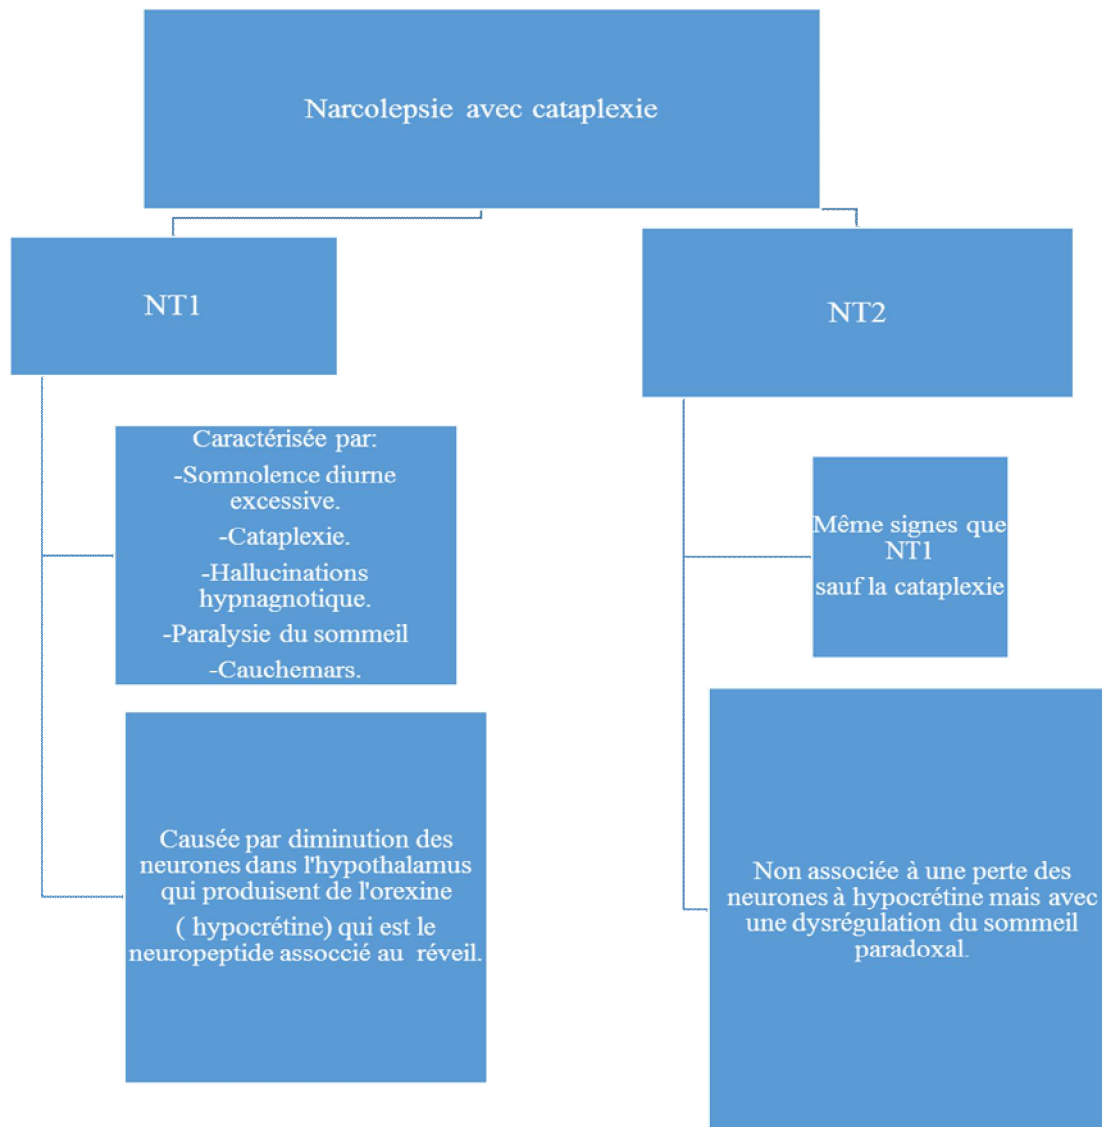 Narcolepsie avec cataplexie
NT1
NT2
Caractérisée par:
-Somnolence diurne
excessive.
-Cataplexie.
-Hallucinations
hypnagnotique.
-Paralysie du sommeil
-Cauchemars.
Même signes que
NT1
sauf la cataplexie
Causée par diminution des
neurones dans l'hypothalamus
qui produisent de l'orexine
( hypocrétine) qui est le
neuropeptide assoccié au réveil.
Non associée à une perte des
neurones à hypocrétine mais avec
une dysrégulation du sommeil
paradoxal.